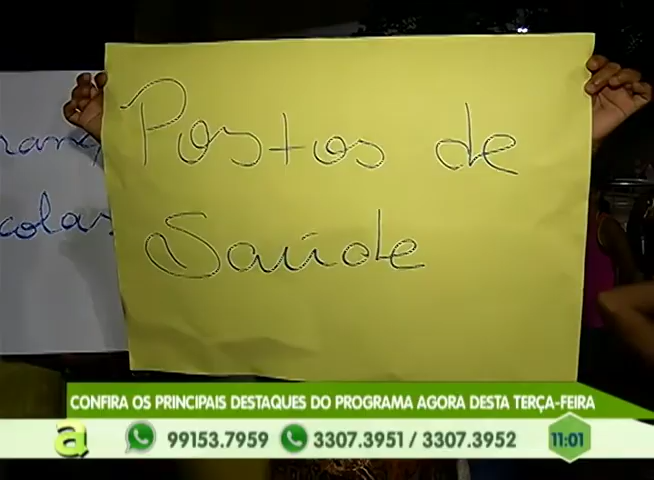 Postos de
Saúde
colas
CONFIRA OS PRINCIPAIS DESTAQUES DO PROGRAMA AGORA DESTA TERÇA-FEIRA
a 99153.7959 3307.3951 / 3307.3952 11:01